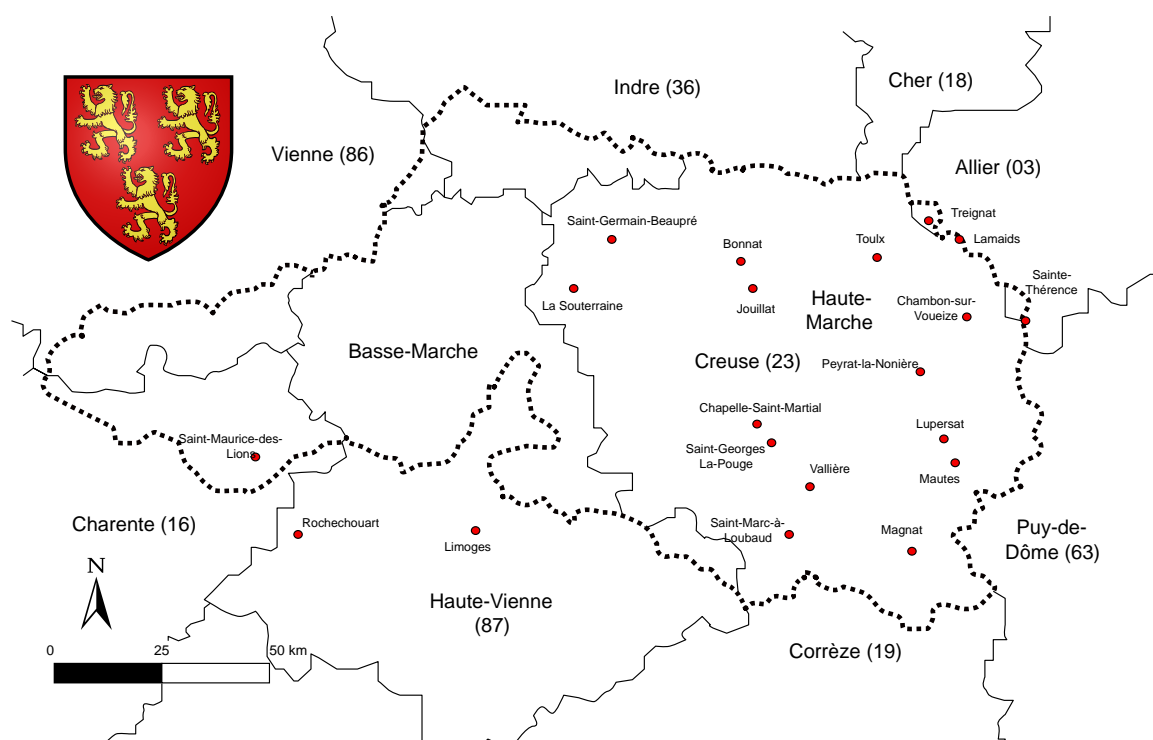 Indre (36)
Cher (18)
Vienne (86)
Allier (03)
Treignat
Saint-Germain-Beaupré
Lamaids
Bonnat
Toulx
Sainte-
Thérence
La Souterraine
Jouillat
Haute-
Marche
Chambon-sur-
Voueize
Basse-Marche
Creuse (23)
Peyrat-la-Nonière
Chapelle-Saint-Martial
Saint-Maurice-des-
Lions
Saint-Georges
La-Pouge
Lupersat
Vallière
Mautes
Charente (16)
Rochechouart
Limoges
Saint-Marc-à-
Loubaud
Magnat
Puy-de-
Dôme (63)
N
Haute-Vienne
(87)
Corrèze (19)
0 25 50 km